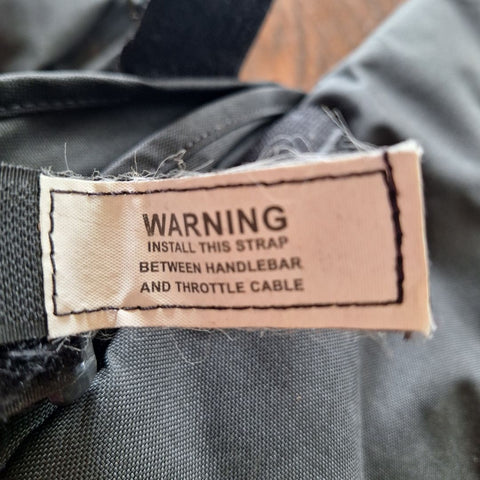 WARNING
INSTALL THIS STRAP
BETWEEN HANDLEBAR
AND THROTTLE CABLE